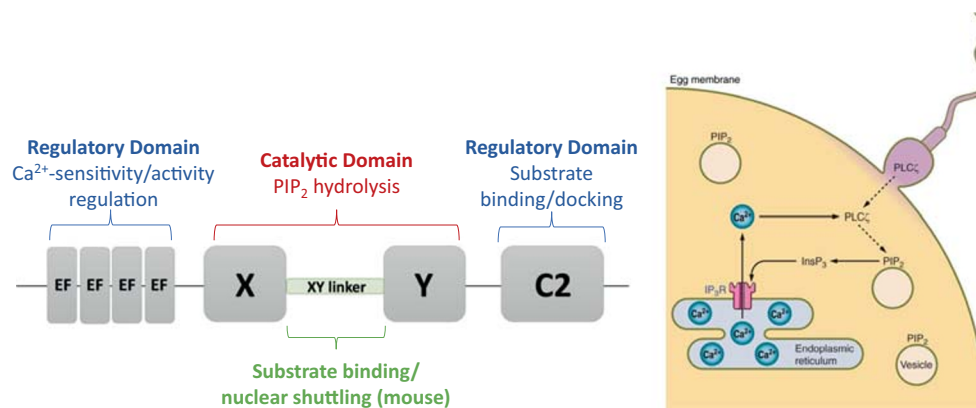 Regulatory Domain
Ca²⁺-sensitivity/activity
regulation
Catalytic Domain
PIP₂ hydrolysis
Regulatory Domain
Substrate
binding/docking
EF EF EF EF X XY linker Y C2
Substrate binding/
nuclear shuttling (mouse)
Egg membrane
PIP₂
PLCζ
Ca²⁺
PLCζ
InsP₃
PIP₂
IP₃R
Ca²⁺
Ca²⁺
Ca²⁺
Ca²⁺
Ca²⁺
Endoplasmic
reticulum
PIP₂
Vesicle